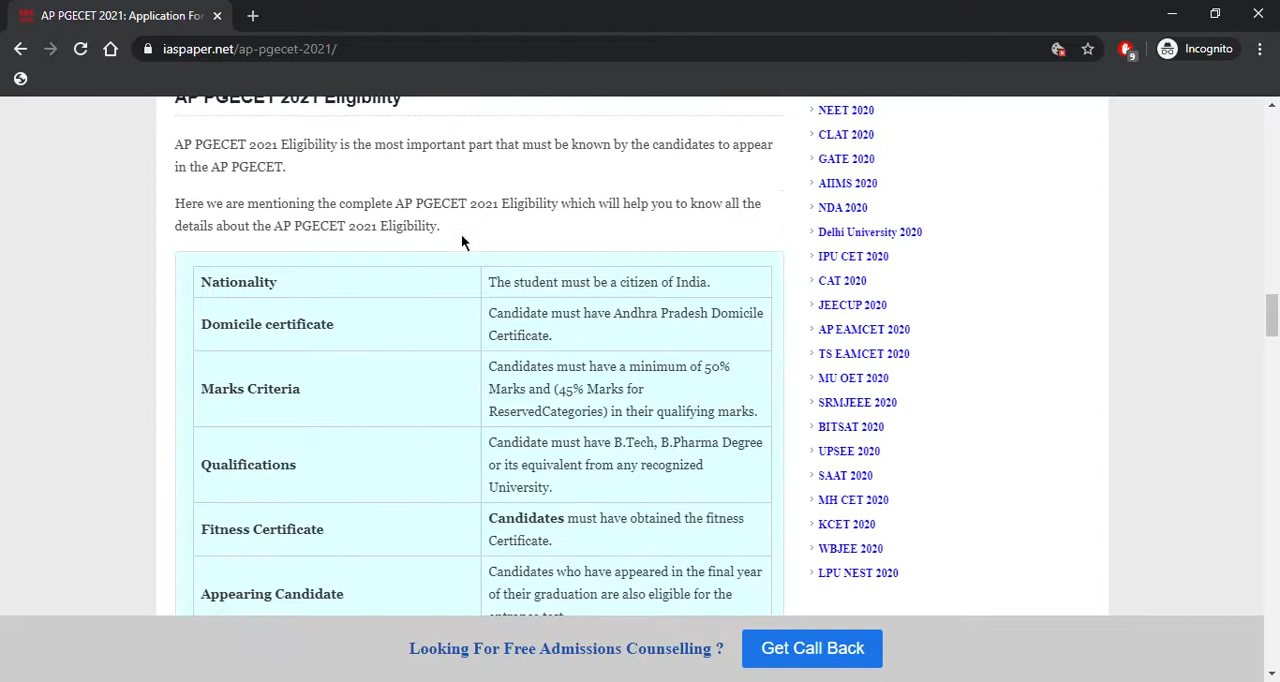 AP PGECET 2021: Application For
iaspaper.net/ap-pgecet-2021/
9
Incognito
AP PGECET 2021 Eligibility
AP PGECET 2021 Eligibility is the most important part that must be known by the candidates to appear
in the AP PGECET.
Here we are mentioning the complete AP PGECET 2021 Eligibility which will help you to know all the
details about the AP PGECET 2021 Eligibility.
Nationality
The student must be a citizen of India.
Domicile certificate
Candidate must have Andhra Pradesh Domicile
Certificate.
Marks Criteria
Candidates must have a minimum of 50%
Marks and (45% Marks for
ReservedCategories) in their qualifying marks.
Qualifications
Candidate must have B.Tech, B.Pharma Degree
or its equivalent from any recognized
University.
Fitness Certificate
Candidates must have obtained the fitness
Certificate.
Appearing Candidate
Candidates who have appeared in the final year
of their graduation are also eligible for the
entrance test.
NEET 2020
CLAT 2020
GATE 2020
AIIMS 2020
NDA 2020
Delhi University 2020
IPU CET 2020
CAT 2020
JEECUP 2020
AP EAMCET 2020
TS EAMCET 2020
MU OET 2020
SRMJEEE 2020
BITSAT 2020
UPSEE 2020
SAAT 2020
MH CET 2020
KCET 2020
WBJEE 2020
LPU NEST 2020
Looking For Free Admissions Counselling ?
Get Call Back